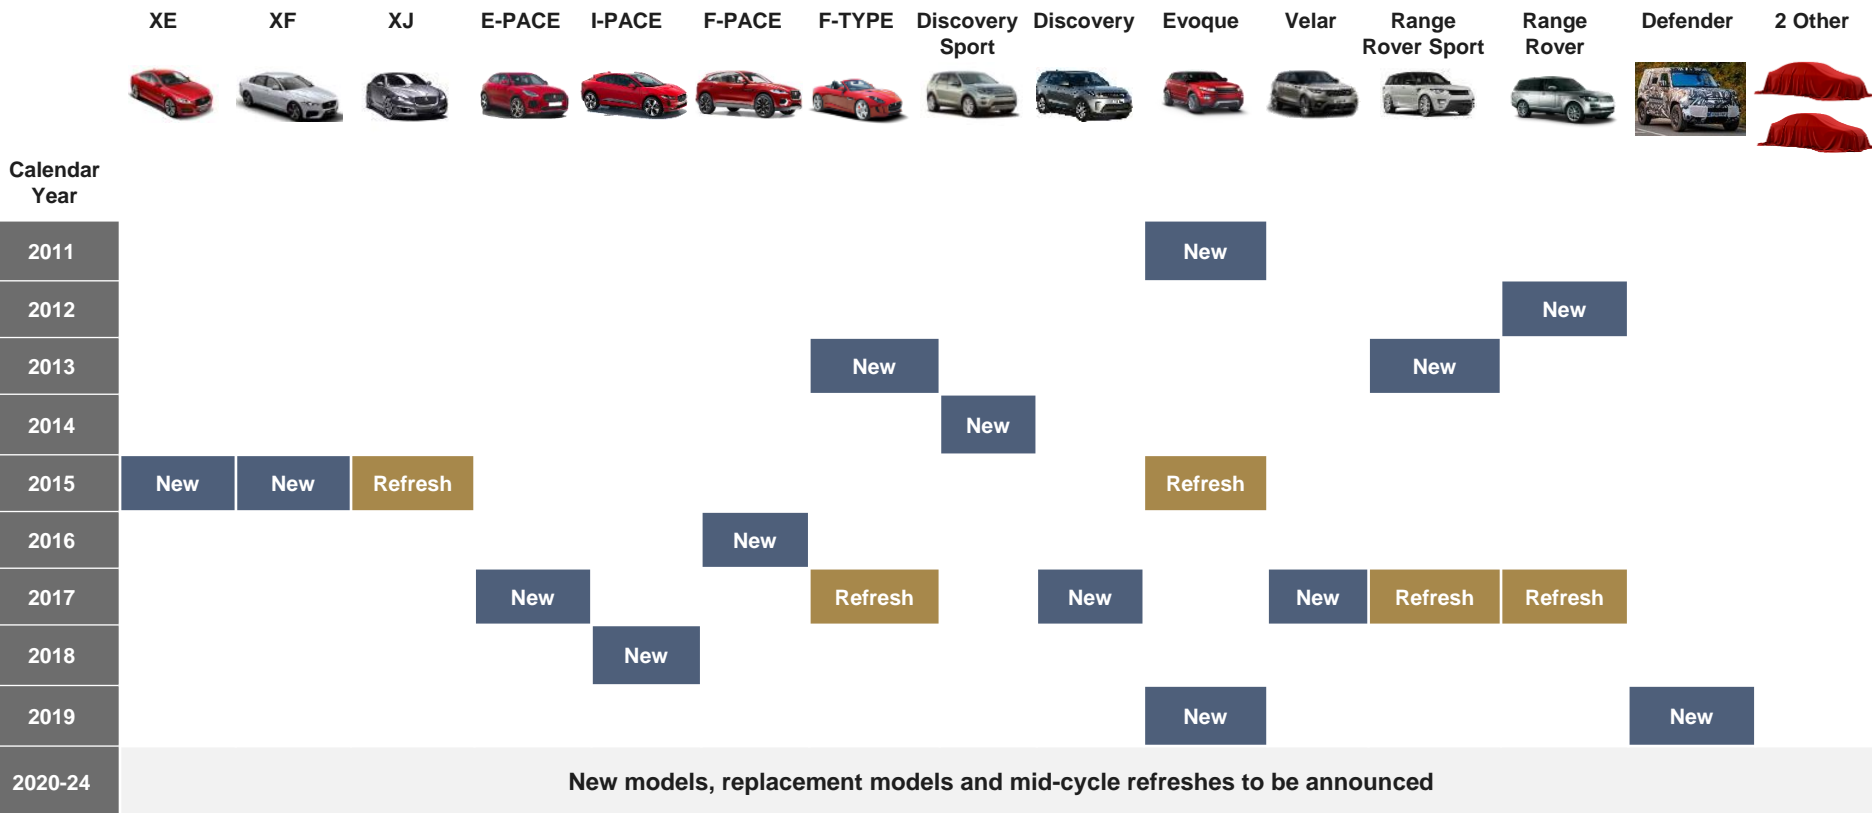 XE XF XJ E-PACE I-PACE F-PACE F-TYPE Discovery Discovery Evoque Velar Range Range Defender 2 Other
Sport Rover Sport Rover
Calendar
Year
2011 New
2012 New
2013 New New
2014 New
2015 New New Refresh Refresh
2016 New
2017 New Refresh New New Refresh Refresh
2018 New
2019 New New
2020-24 New models, replacement models and mid-cycle refreshes to be announced